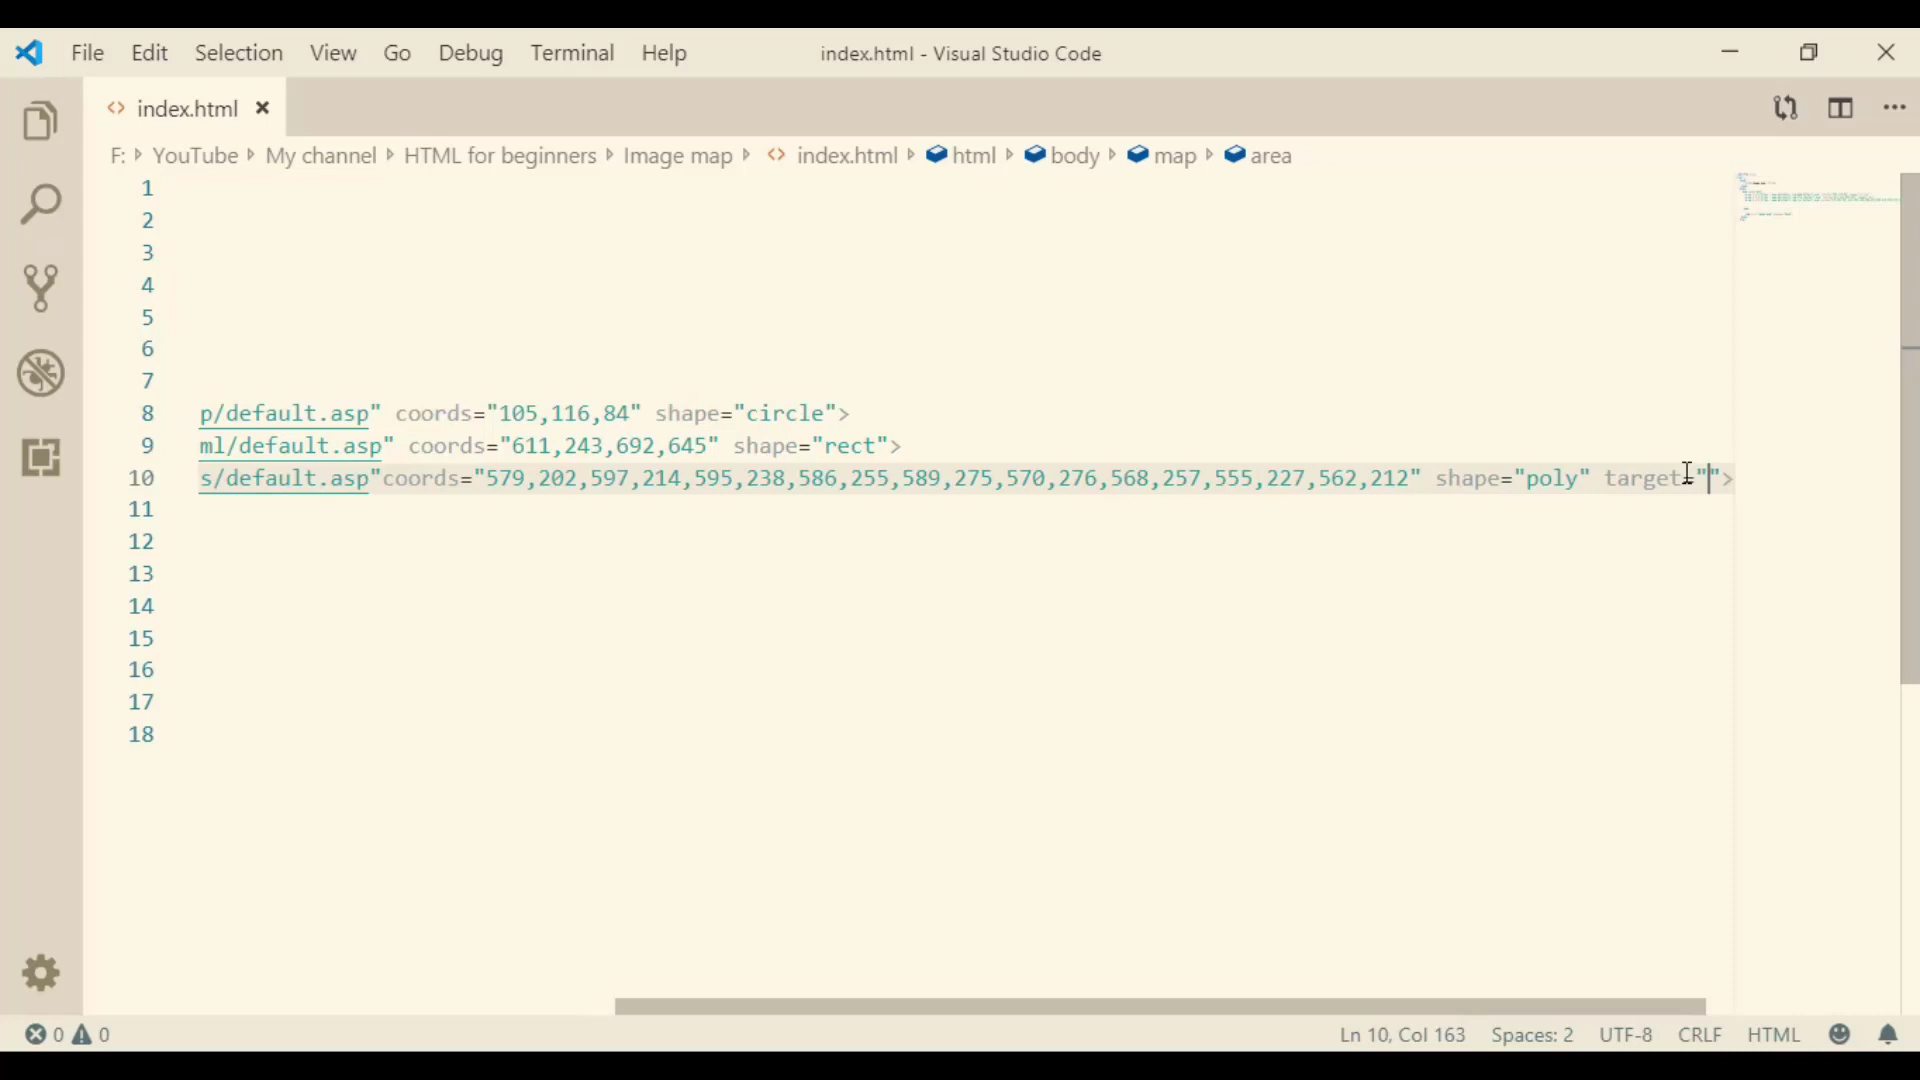 File Edit Selection View Go Debug Terminal Help index.html - Visual Studio Code
index.html
F: YouTube My channel HTML for beginners Image map index.html html body map area
1
2
3
4
5
6
7
8 p/default.asp" coords="105,116,84" shape="circle">
9 ml/default.asp" coords="611,243,692,645" shape="rect">
10 s/default.asp"coords="579,202,597,214,595,238,586,255,589,275,570,276,568,257,555,227,562,212" shape="poly" target="">
11
12
13
14
15
16
17
18
0 0 Ln 10, Col 163 Spaces: 2 UTF-8 CRLF HTML